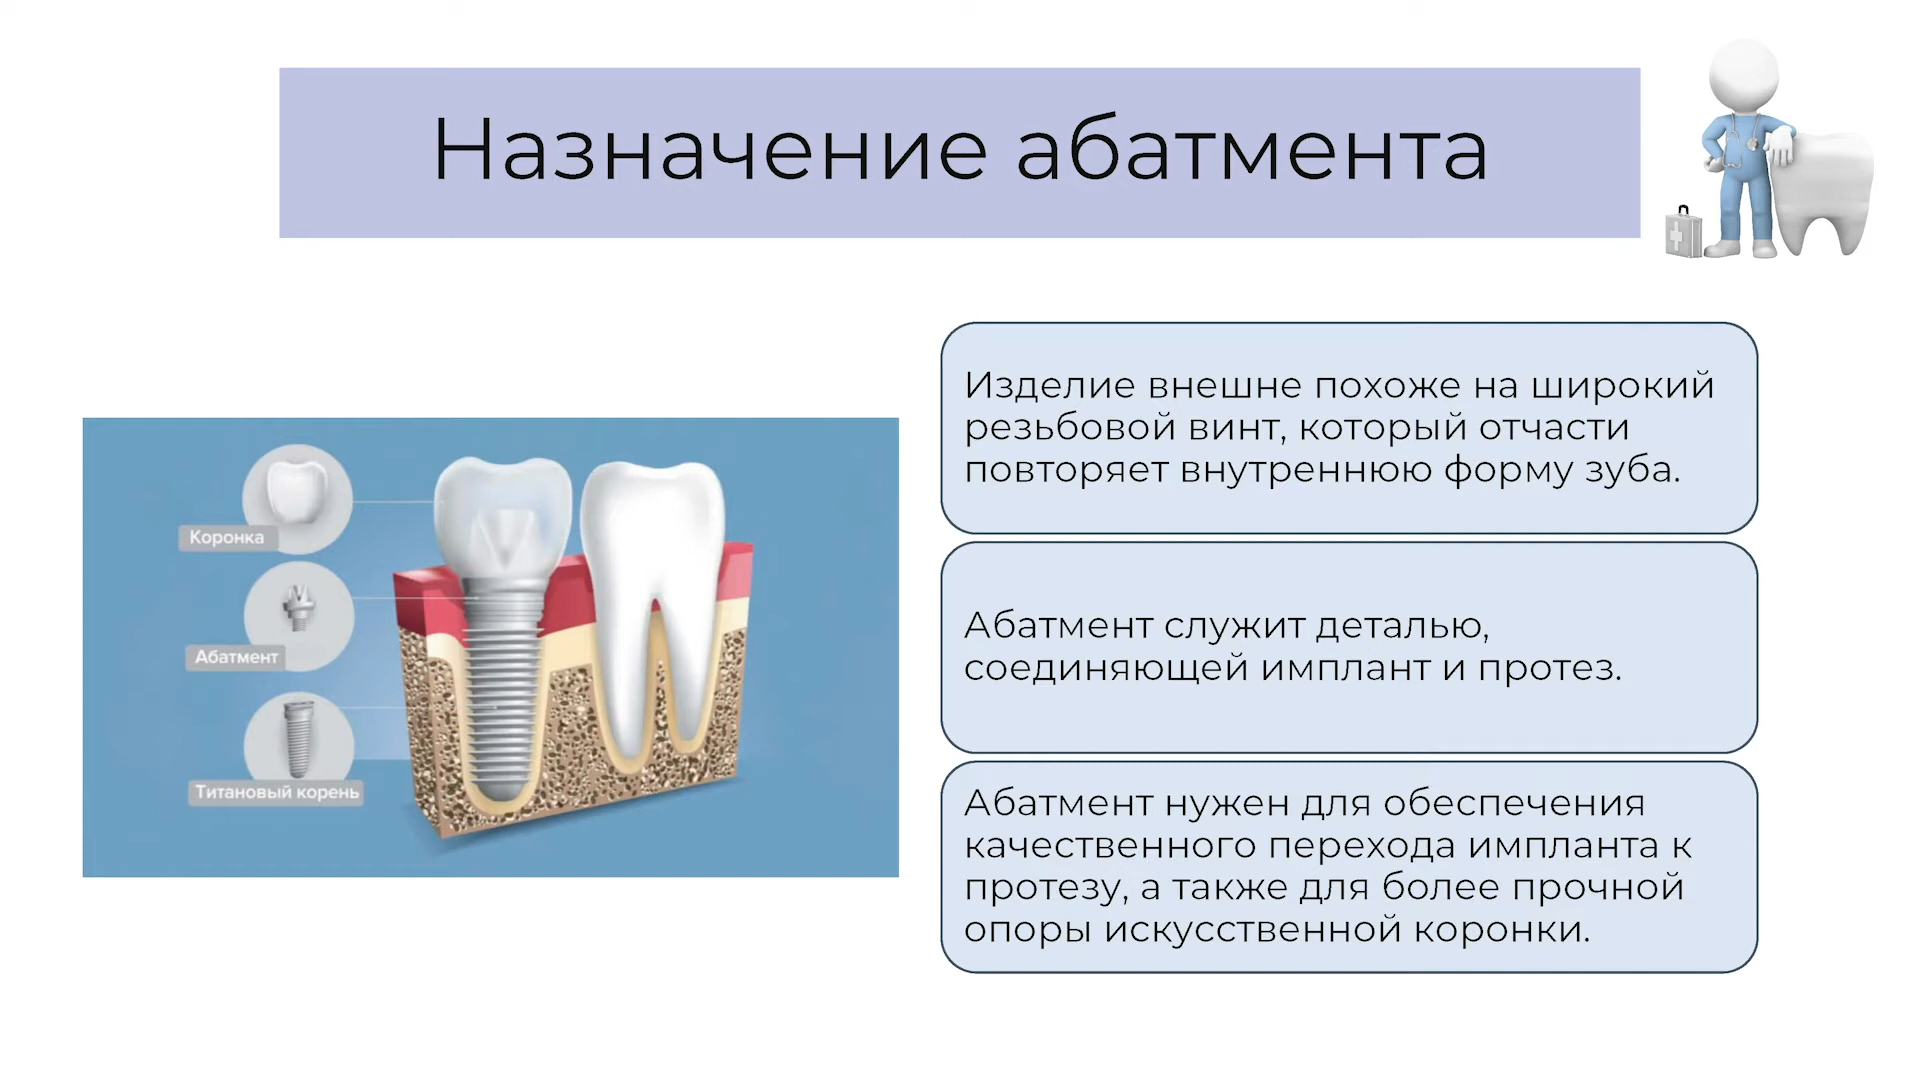 Назначение абатмента
Коронка
Абатмент
Титановый корень
Изделие внешне похоже на широкий
резьбовой винт, который отчасти
повторяет внутреннюю форму зуба.
Абатмент служит деталью,
соединяющей имплант и протез.
Абатмент нужен для обеспечения
качественного перехода импланта к
протезу, а также для более прочной
опоры искусственной коронки.